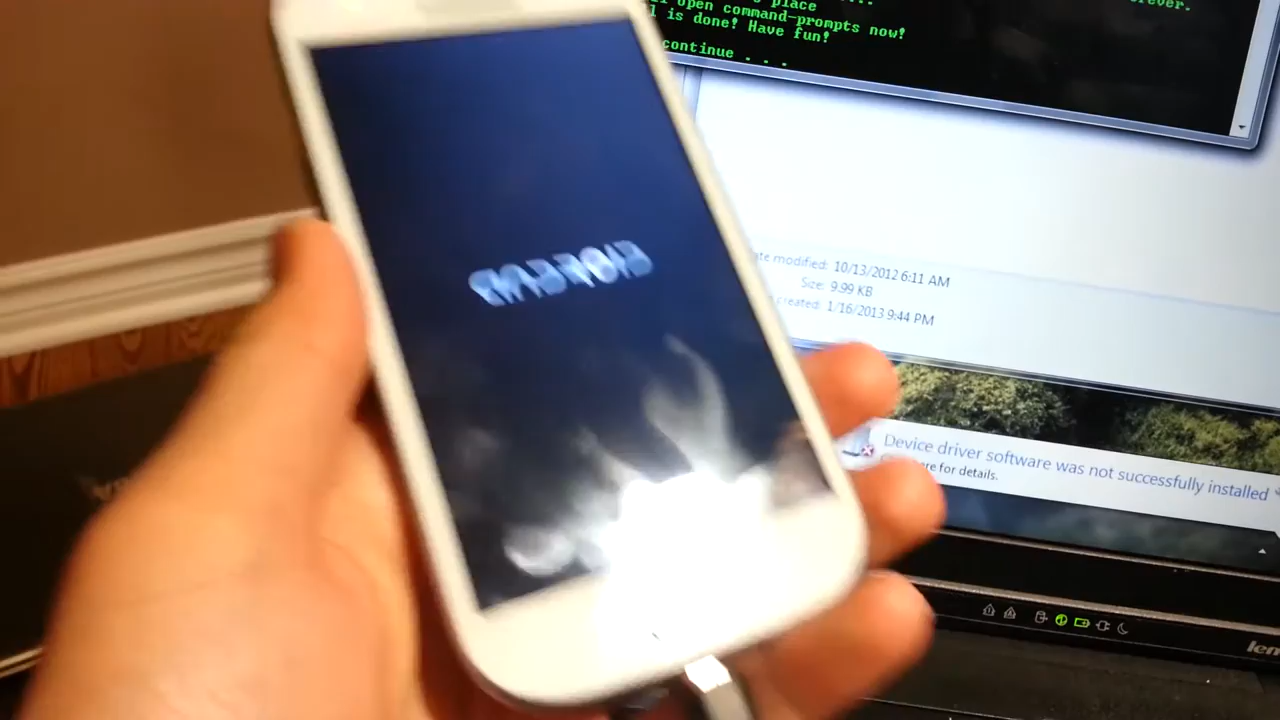 place
open command-prompts now!
is done! Have fun!
continue . . .
modified: 10/13/2012 6:11 AM
Size: 9.99 KB
created: 1/16/2013 9:44 PM
Device driver software was not successfully installed
for details.
ANDROID
len